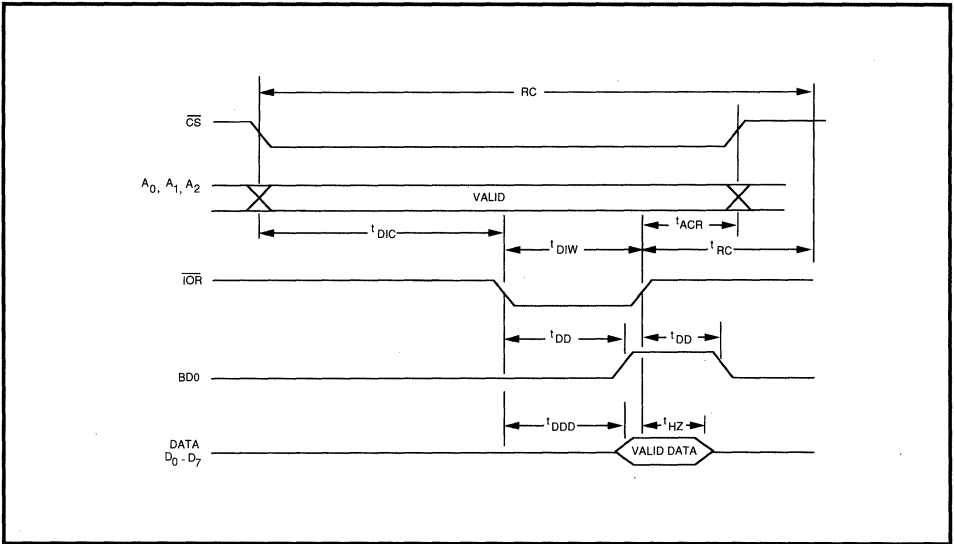 RC
CS
A0, A1, A2
VALID
tDIC
tACR
tDIW
tRC
IOR
tDD
tDD
BD0
tDDD
tHZ
DATA
D0 - D7
VALID DATA